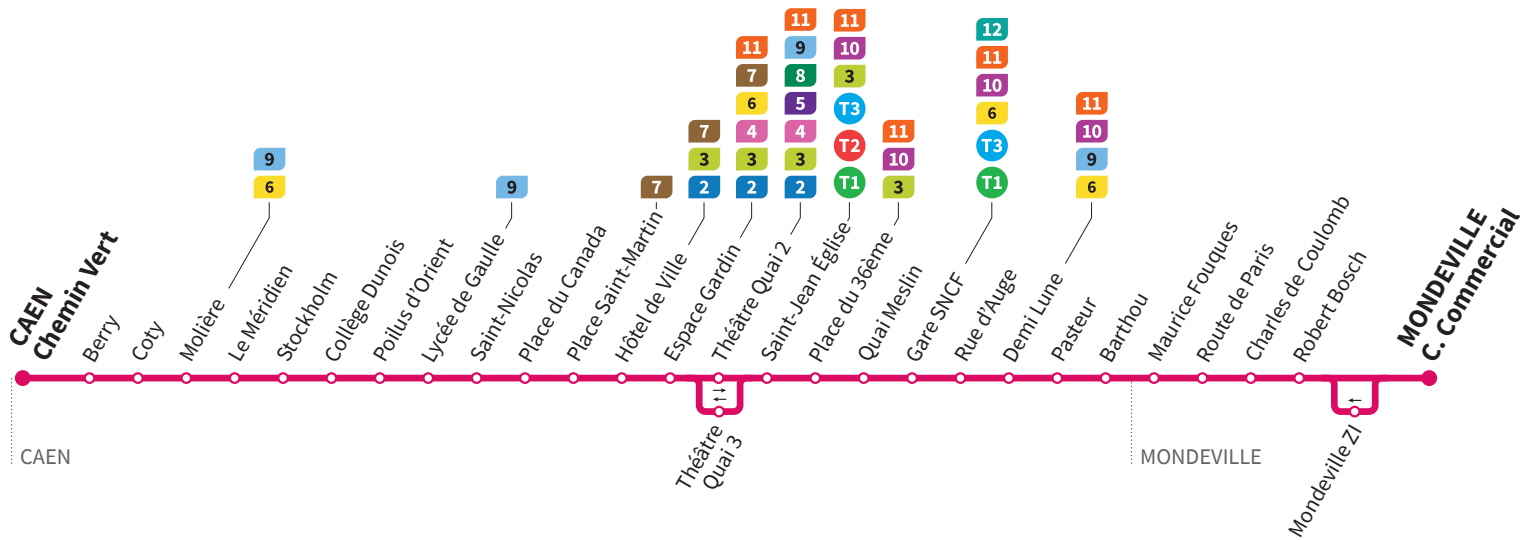 CAEN
Chemin Vert
Berry
Coty
9
6
Molière
Le Méridien
Stockholm
Collège Dunois
Poilus d'Orient
9
Lycée de Gaulle
Saint-Nicolas
Place du Canada
7
Place Saint-Martin
7
3
2
Hôtel de Ville
11
7
6
4
3
2
Espace Gardin
11
9
8
5
4
3
2
Théâtre Quai 2
Théâtre
Quai 3
11
10
3
T3
T2
T1
Saint-Jean Église
11
10
3
Place du 36ème
Quai Meslin
12
11
10
6
T3
T1
Gare SNCF
Rue d'Auge
11
10
9
6
Demi Lune
Pasteur
Barthou
Maurice Fouques
Route de Paris
Charles de Coulomb
Robert Bosch
Mondeville ZI
MONDEVILLE
C. Commercial
CAEN
MONDEVILLE